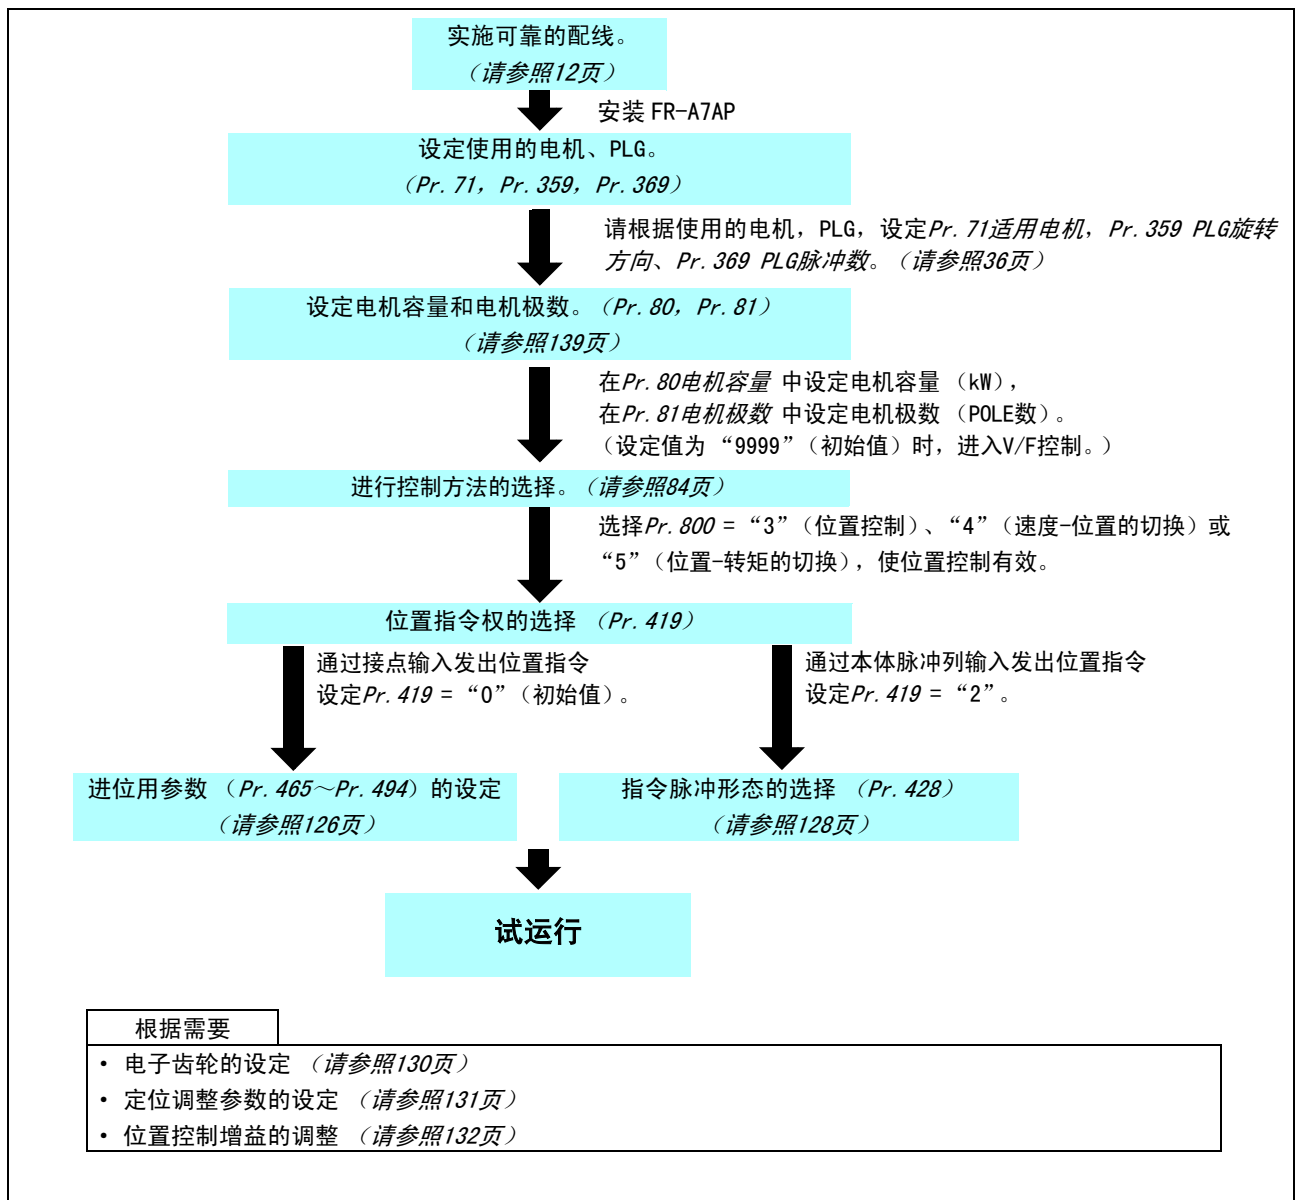 实施可靠的配线。
（请参照12页）
安装 FR-A7AP
设定使用的电机、PLG。
（Pr. 71，Pr. 359，Pr. 369）
请根据使用的电机，PLG，设定Pr. 71适用电机，Pr. 359 PLG旋转
方向、Pr. 369 PLG脉冲数。（请参照36页）
设定电机容量和电机极数。（Pr. 80，Pr. 81）
（请参照139页）
在Pr. 80电机容量 中设定电机容量 （kW），
在Pr. 81电机极数 中设定电机极数 （POLE数）。
（设定值为 “9999”（初始值）时，进入V/F控制。）
进行控制方法的选择。（请参照84页）
选择Pr. 800 = “3”（位置控制）、“4”（速度-位置的切换）或
“5”（位置-转矩的切换），使位置控制有效。
位置指令权的选择 （Pr. 419）
通过接点输入发出位置指令
设定Pr. 419 = “0”（初始值）。
通过本体脉冲列输入发出位置指令
设定Pr. 419 = “2”。
进位用参数 （Pr. 465～Pr. 494）的设定
（请参照126页）
指令脉冲形态的选择 （Pr. 428）
（请参照128页）
试运行
根据需要
• 电子齿轮的设定 （请参照130页）
• 定位调整参数的设定 （请参照131页）
• 位置控制增益的调整 （请参照132页）